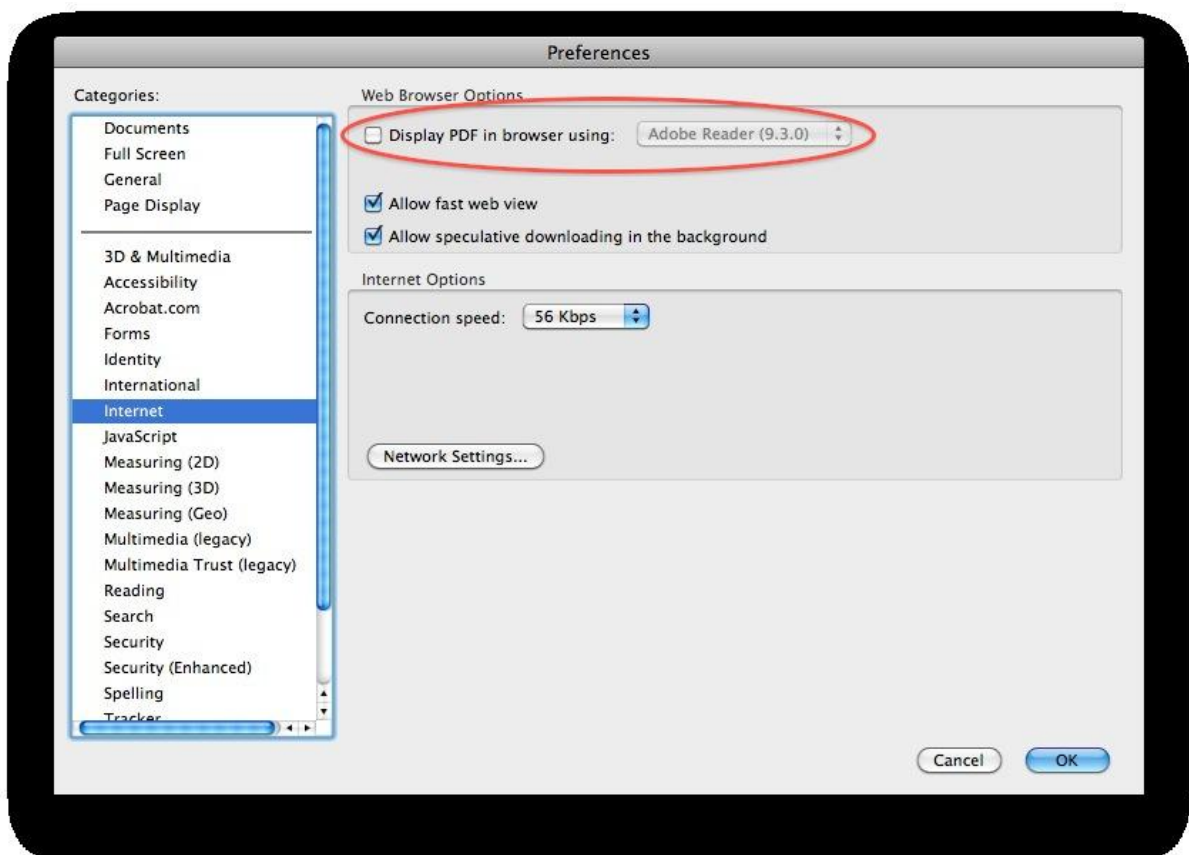 Preferences
Categories:
Documents
Full Screen
General
Page Display
3D & Multimedia
Accessibility
Acrobat.com
Forms
Identity
International
Internet
JavaScript
Measuring (2D)
Measuring (3D)
Measuring (Geo)
Multimedia (legacy)
Multimedia Trust (legacy)
Reading
Search
Security
Security (Enhanced)
Spelling
Tracker
Web Browser Options
Display PDF in browser using: Adobe Reader (9.3.0)
Allow fast web view
Allow speculative downloading in the background
Internet Options
Connection speed: 56 Kbps
Network Settings...
Cancel OK